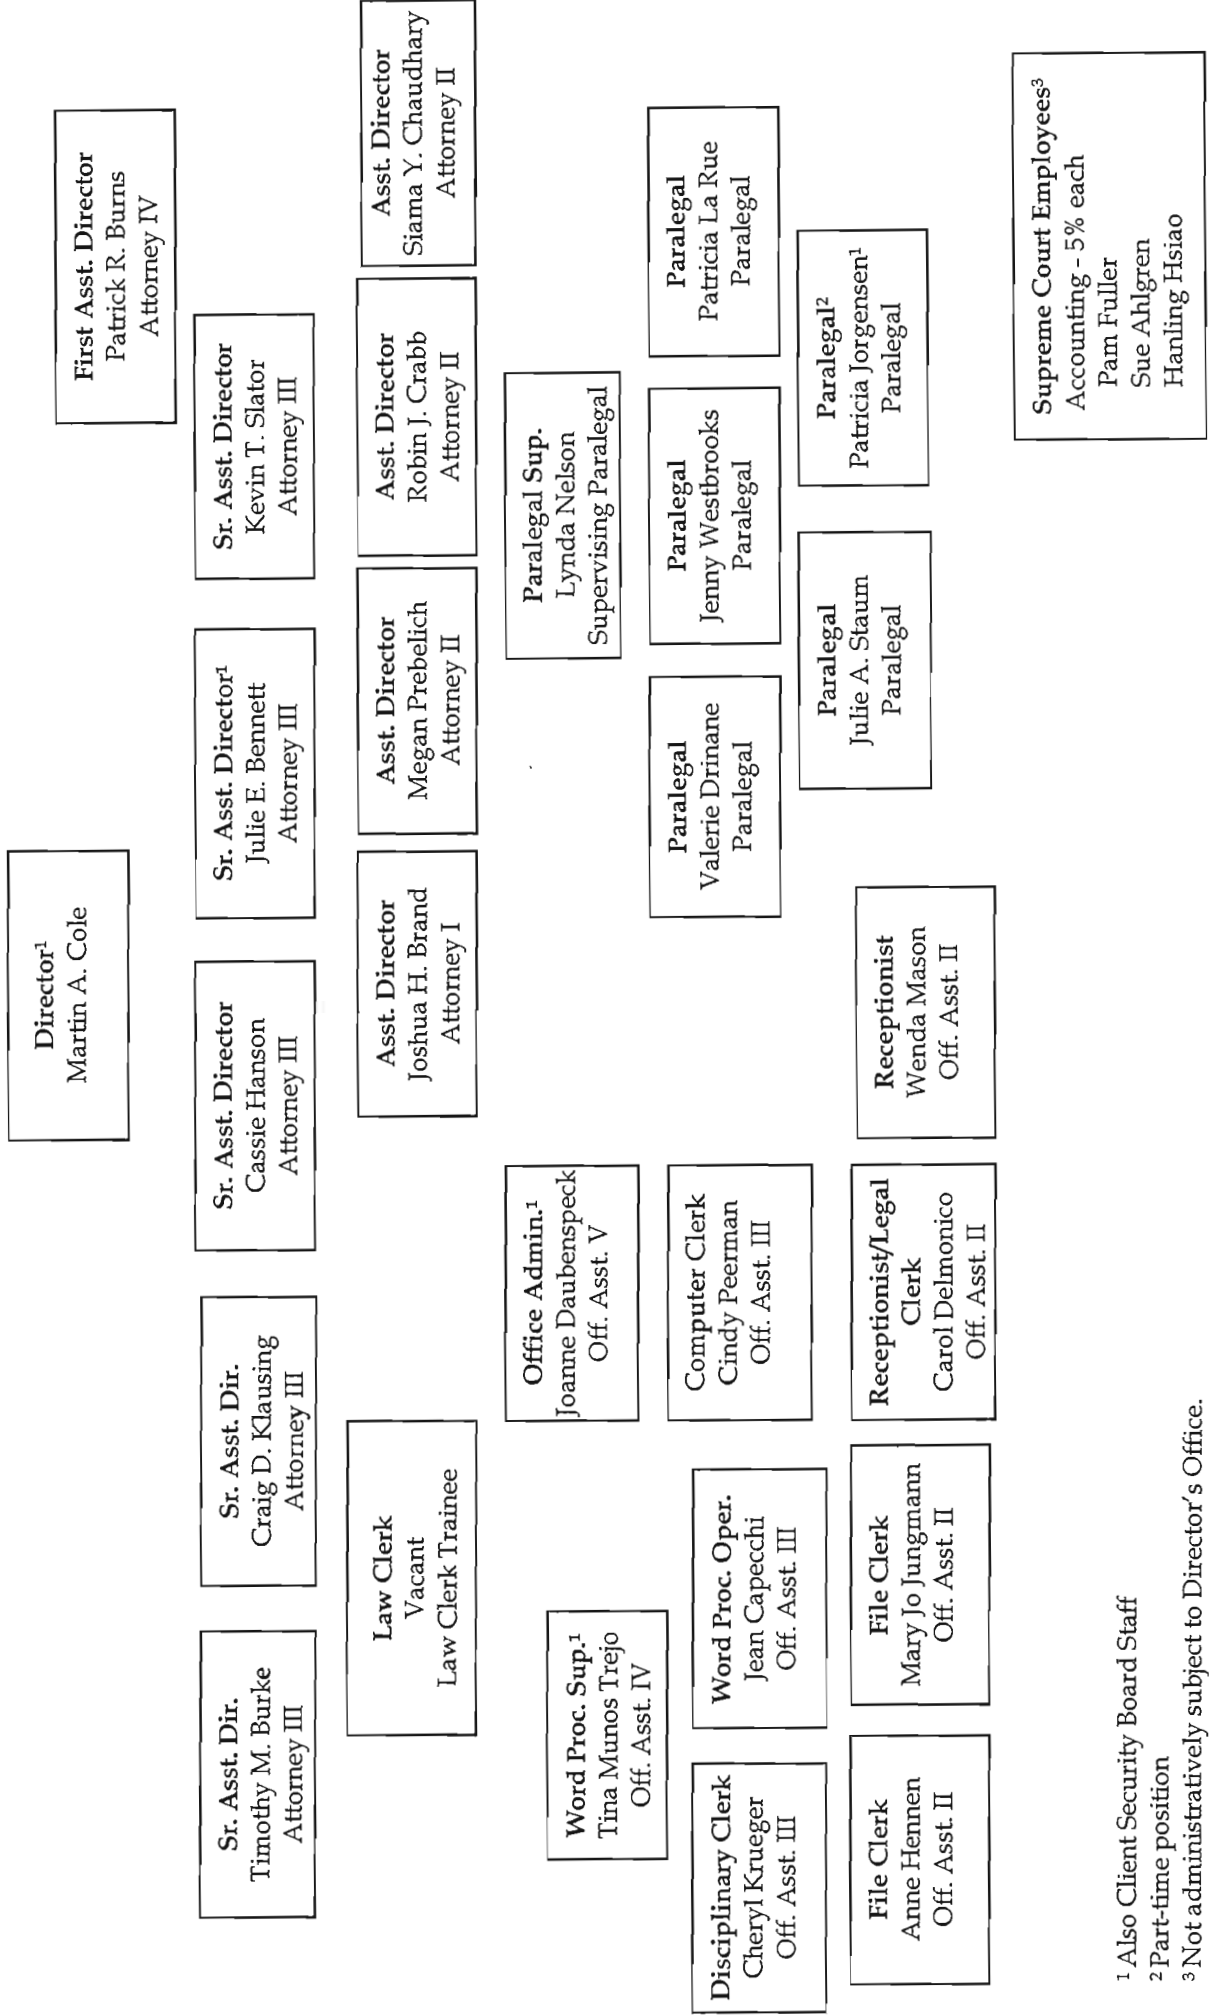 Director¹
Martin A. Cole
First Asst. Director
Patrick R. Burns
Attorney IV
Sr. Asst. Dir.
Timothy M. Burke
Attorney III
Sr. Asst. Dir.
Craig D. Klausing
Attorney III
Sr. Asst. Director
Cassie Hanson
Attorney III
Sr. Asst. Director¹
Julie E. Bennett
Attorney III
Sr. Asst. Director
Kevin T. Slator
Attorney III
Law Clerk
Vacant
Law Clerk Trainee
Asst. Director
Joshua H. Brand
Attorney I
Asst. Director
Megan Prebelich
Attorney II
Asst. Director
Robin J. Crabb
Attorney II
Asst. Director
Siama Y. Chaudhary
Attorney II
Word Proc. Sup.¹
Tina Munos Trejo
Off. Asst. IV
Office Admin.¹
Joanne Daubenspeck
Off. Asst. V
Paralegal Sup.
Lynda Nelson
Supervising Paralegal
Disciplinary Clerk
Cheryl Krueger
Off. Asst. III
Word Proc. Oper.
Jean Capecchi
Off. Asst. III
Computer Clerk
Cindy Peerman
Off. Asst. III
Paralegal
Valerie Drinane
Paralegal
Paralegal
Jenny Westbrooks
Paralegal
Paralegal
Patricia La Rue
Paralegal
File Clerk
Anne Hennen
Off. Asst. II
File Clerk
Mary Jo Jungmann
Off. Asst. II
Receptionist/Legal
Clerk
Carol Delmonico
Off. Asst. II
Receptionist
Wenda Mason
Off. Asst. II
Paralegal
Julie A. Staum
Paralegal
Paralegal²
Patricia Jorgensen¹
Paralegal
Supreme Court Employees³
Accounting - 5% each
Pam Fuller
Sue Ahlgren
Hanling Hsiao
¹ Also Client Security Board Staff
² Part-time position
³ Not administratively subject to Director's Office.